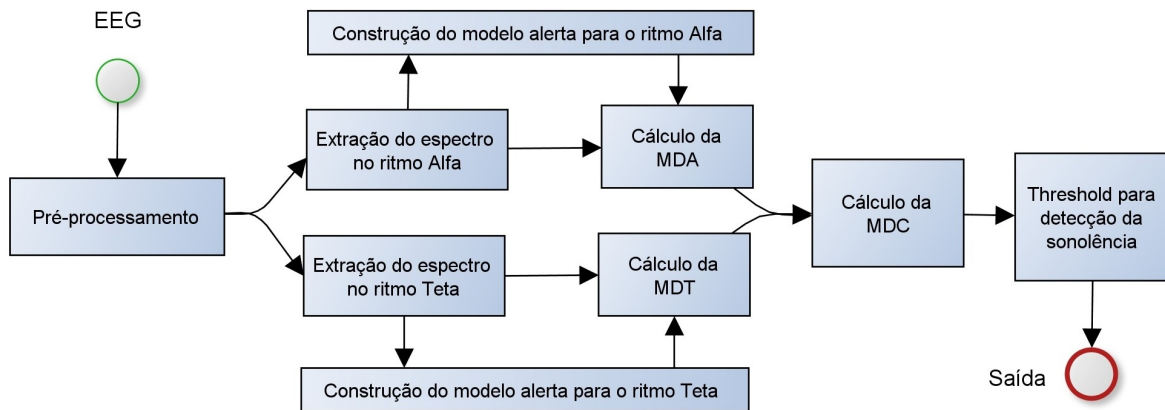 EEG
Construção do modelo alerta para o ritmo Alfa
Extração do espectro
no ritmo Alfa
Cálculo da
MDA
Pré-processamento
Cálculo da
MDC
Threshold para
detecção da
sonolência
Extração do espectro
no ritmo Teta
Cálculo da
MDT
Construção do modelo alerta para o ritmo Teta
Saída